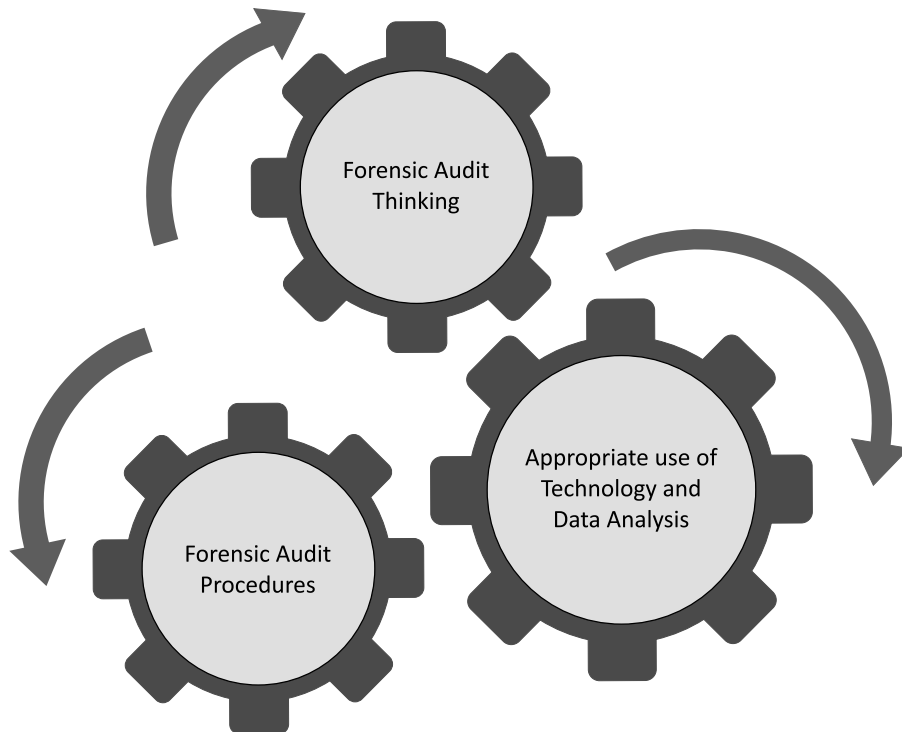 Forensic Audit
Thinking
Appropriate use of
Technology and
Data Analysis
Forensic Audit
Procedures